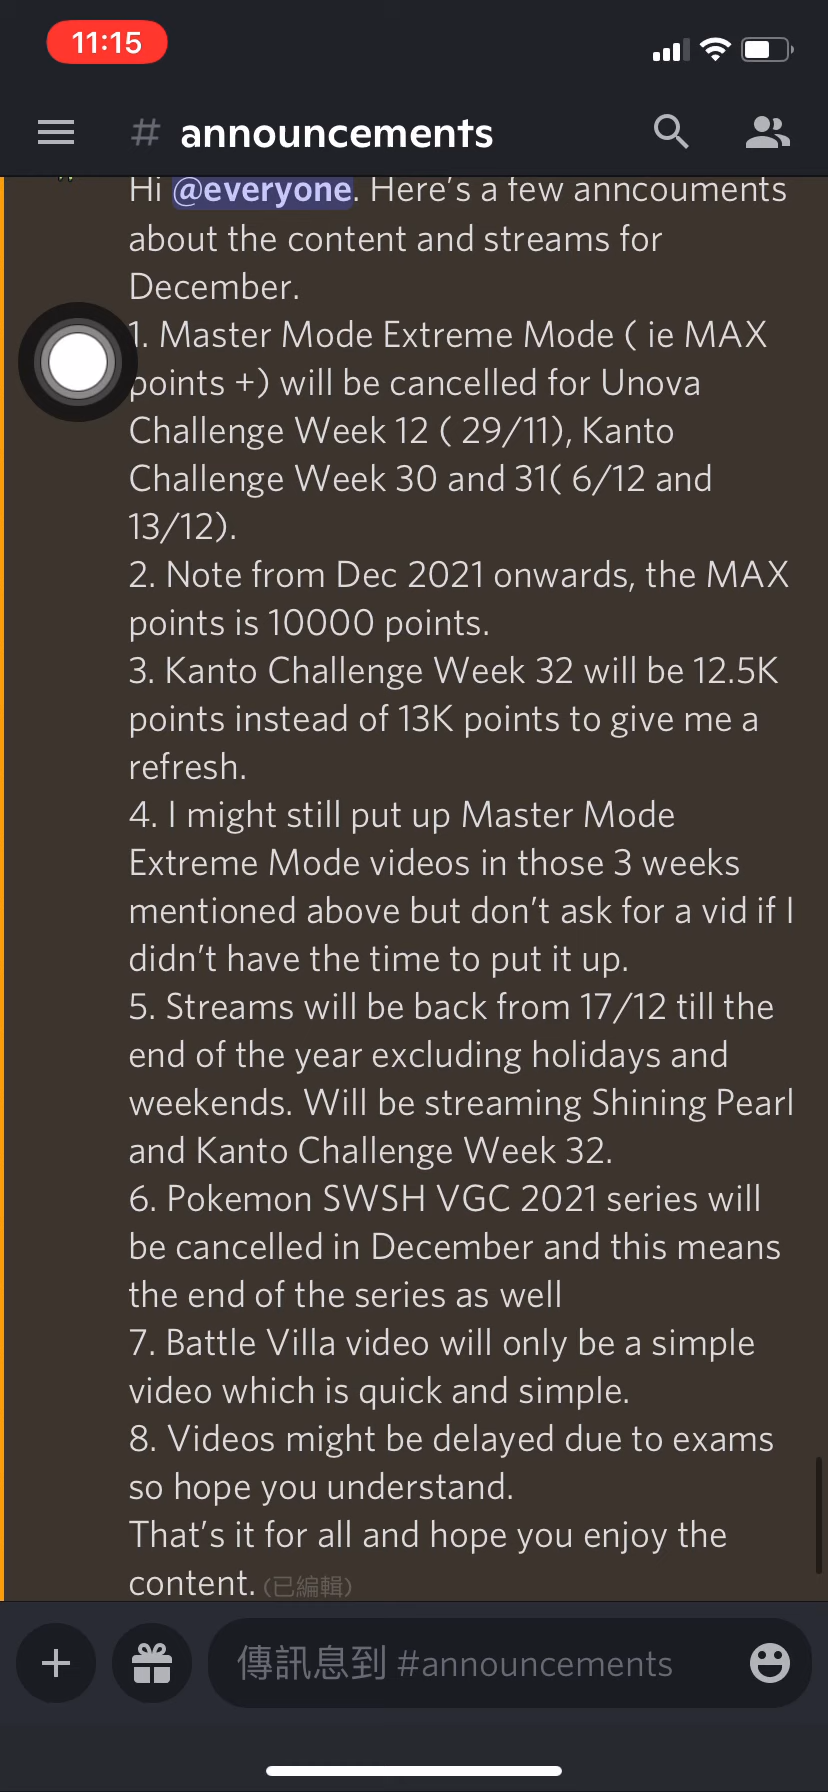 11:15
# announcements
Hi @everyone. Here's a few anncouments
about the content and streams for
December.
1. Master Mode Extreme Mode ( ie MAX
points +) will be cancelled for Unova
Challenge Week 12 ( 29/11), Kanto
Challenge Week 30 and 31( 6/12 and
13/12).
2. Note from Dec 2021 onwards, the MAX
points is 10000 points.
3. Kanto Challenge Week 32 will be 12.5K
points instead of 13K points to give me a
refresh.
4. I might still put up Master Mode
Extreme Mode videos in those 3 weeks
mentioned above but don't ask for a vid if I
didn't have the time to put it up.
5. Streams will be back from 17/12 till the
end of the year excluding holidays and
weekends. Will be streaming Shining Pearl
and Kanto Challenge Week 32.
6. Pokemon SWSH VGC 2021 series will
be cancelled in December and this means
the end of the series as well
7. Battle Villa video will only be a simple
video which is quick and simple.
8. Videos might be delayed due to exams
so hope you understand.
That's it for all and hope you enjoy the
content. (已編輯)
傳訊息到 #announcements